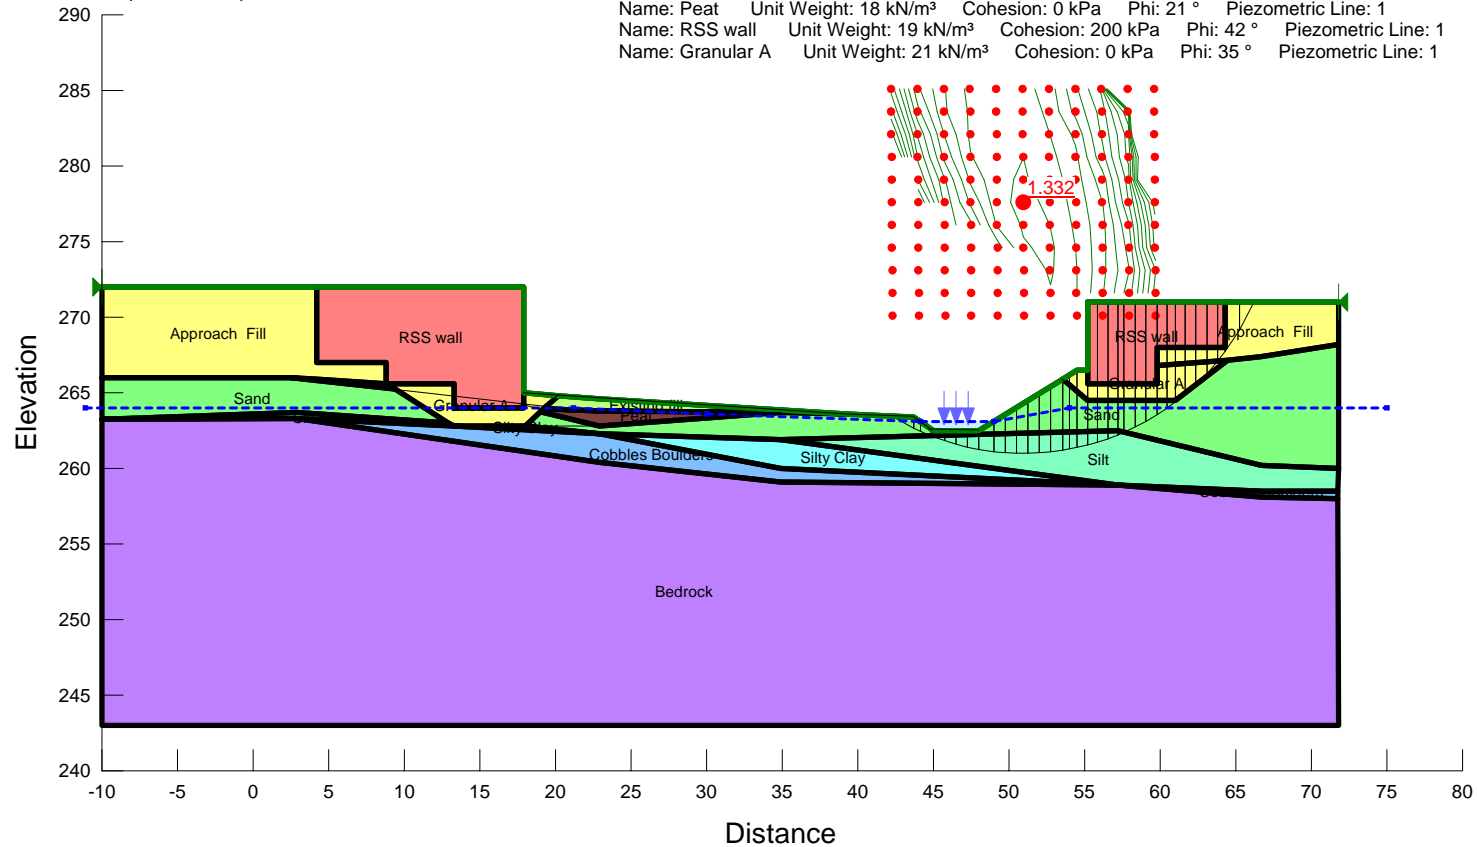 Name: Peat Unit Weight: 18 kN/m³ Cohesion: 0 kPa Phi: 21 ° Piezometric Line: 1
Name: RSS wall Unit Weight: 19 kN/m³ Cohesion: 200 kPa Phi: 42 ° Piezometric Line: 1
Name: Granular A Unit Weight: 21 kN/m³ Cohesion: 0 kPa Phi: 35 ° Piezometric Line: 1
290
285
280
275
270
265
260
255
250
245
240
Elevation
1.332
Approach Fill
RSS wall
RSS wall
Approach Fill
Granular A
Sand
Granular A
Existing fill
Peat
Sand
Silty Clay
Cobbles Boulders
Silty Clay
Silt
Bedrock
-10 -5 0 5 10 15 20 25 30 35 40 45 50 55 60 65 70 75 80
Distance